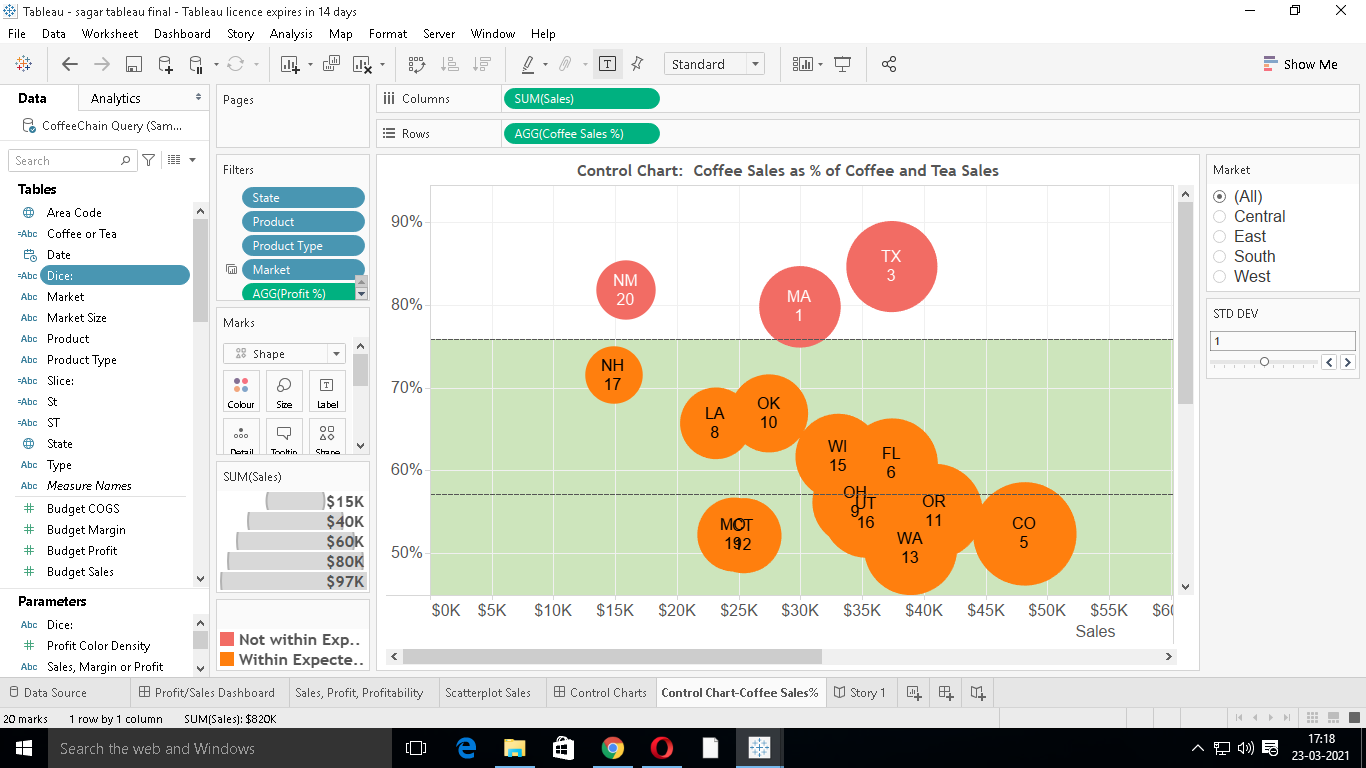 Tableau - sagar tableau final - Tableau licence expires in 14 days
File Data Worksheet Dashboard Story Analysis Map Format Server Window Help
Standard
Show Me
Data Analytics
CoffeeChain Query (Sam...
Search
Tables
Area Code
Coffee or Tea
Date
Dice:
Market
Market Size
Product
Product Type
Slice:
St
ST
State
Type
Measure Names
Budget COGS
Budget Margin
Budget Profit
Budget Sales
Parameters
Dice:
Profit Color Density
Sales, Margin or Profit
Pages
Filters
State
Product
Product Type
Market
AGG(Profit %)
Marks
Shape
Colour Size Label
Detail Tooltip Shape
SUM(Sales)
$15K
$40K
$60K
$80K
$97K
Not within Exp..
Within Expecte..
Columns SUM(Sales)
Rows AGG(Coffee Sales %)
Control Chart: Coffee Sales as % of Coffee and Tea Sales
90%
80%
70%
60%
50%
TX
3
NM
20
MA
1
NH
17
LA
8
OK
10
WI
15
FL
6
OH
9
UT
16
OR
11
WA
13
CO
5
MO
19
CT
12
$0K $5K $10K $15K $20K $25K $30K $35K $40K $45K $50K $55K
Sales
Market
(All)
Central
East
South
West
STD DEV
1
Data Source Profit/Sales Dashboard Sales, Profit, Profitability Scatterplot Sales Control Charts Control Chart-Coffee Sales% Story 1
20 marks 1 row by 1 column SUM(Sales): $820K
Search the web and Windows
17:18
23-03-2021